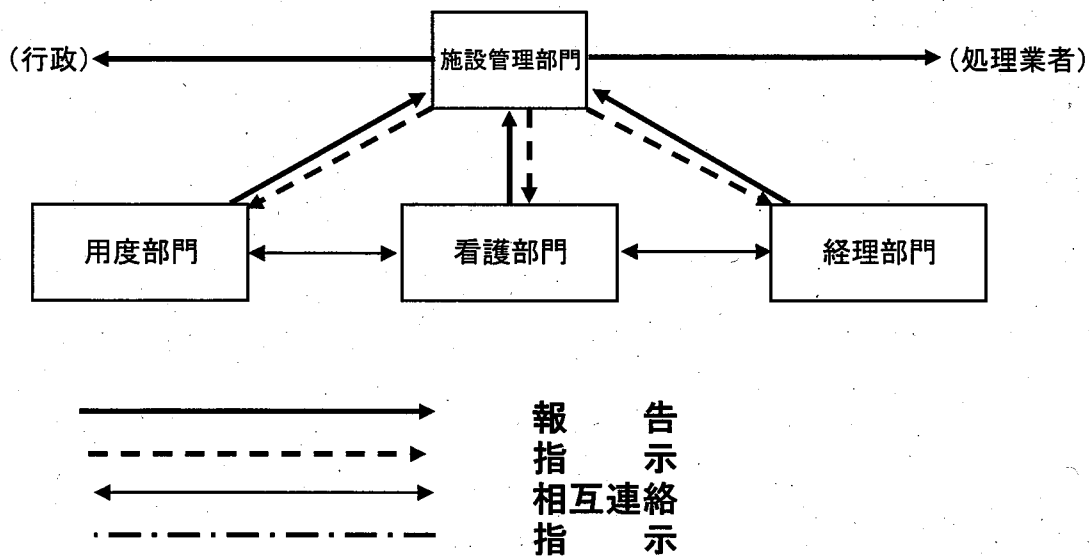 (行政)
施設管理部門
(処理業者)
用度部門
看護部門
経理部門
報 告
指 示
相互連絡
指 示